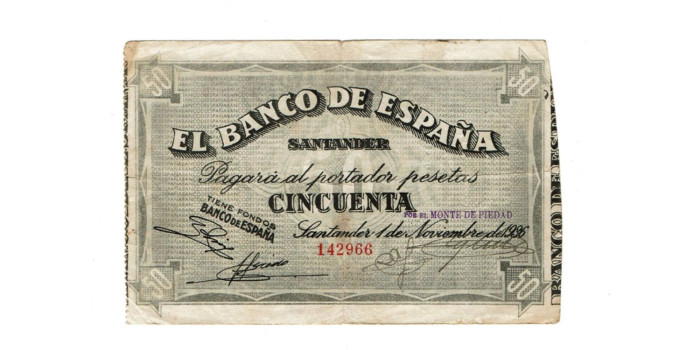 50 50
EL BANCO DE ESPAÑA
SANTANDER
Pagará al portador pesetas
CINCUENTA
TIENE FONDOS
BANCO DE ESPAÑA
POR EL MONTE DE PIEDAD
Santander 1 de Noviembre de 1936
142966
50 50